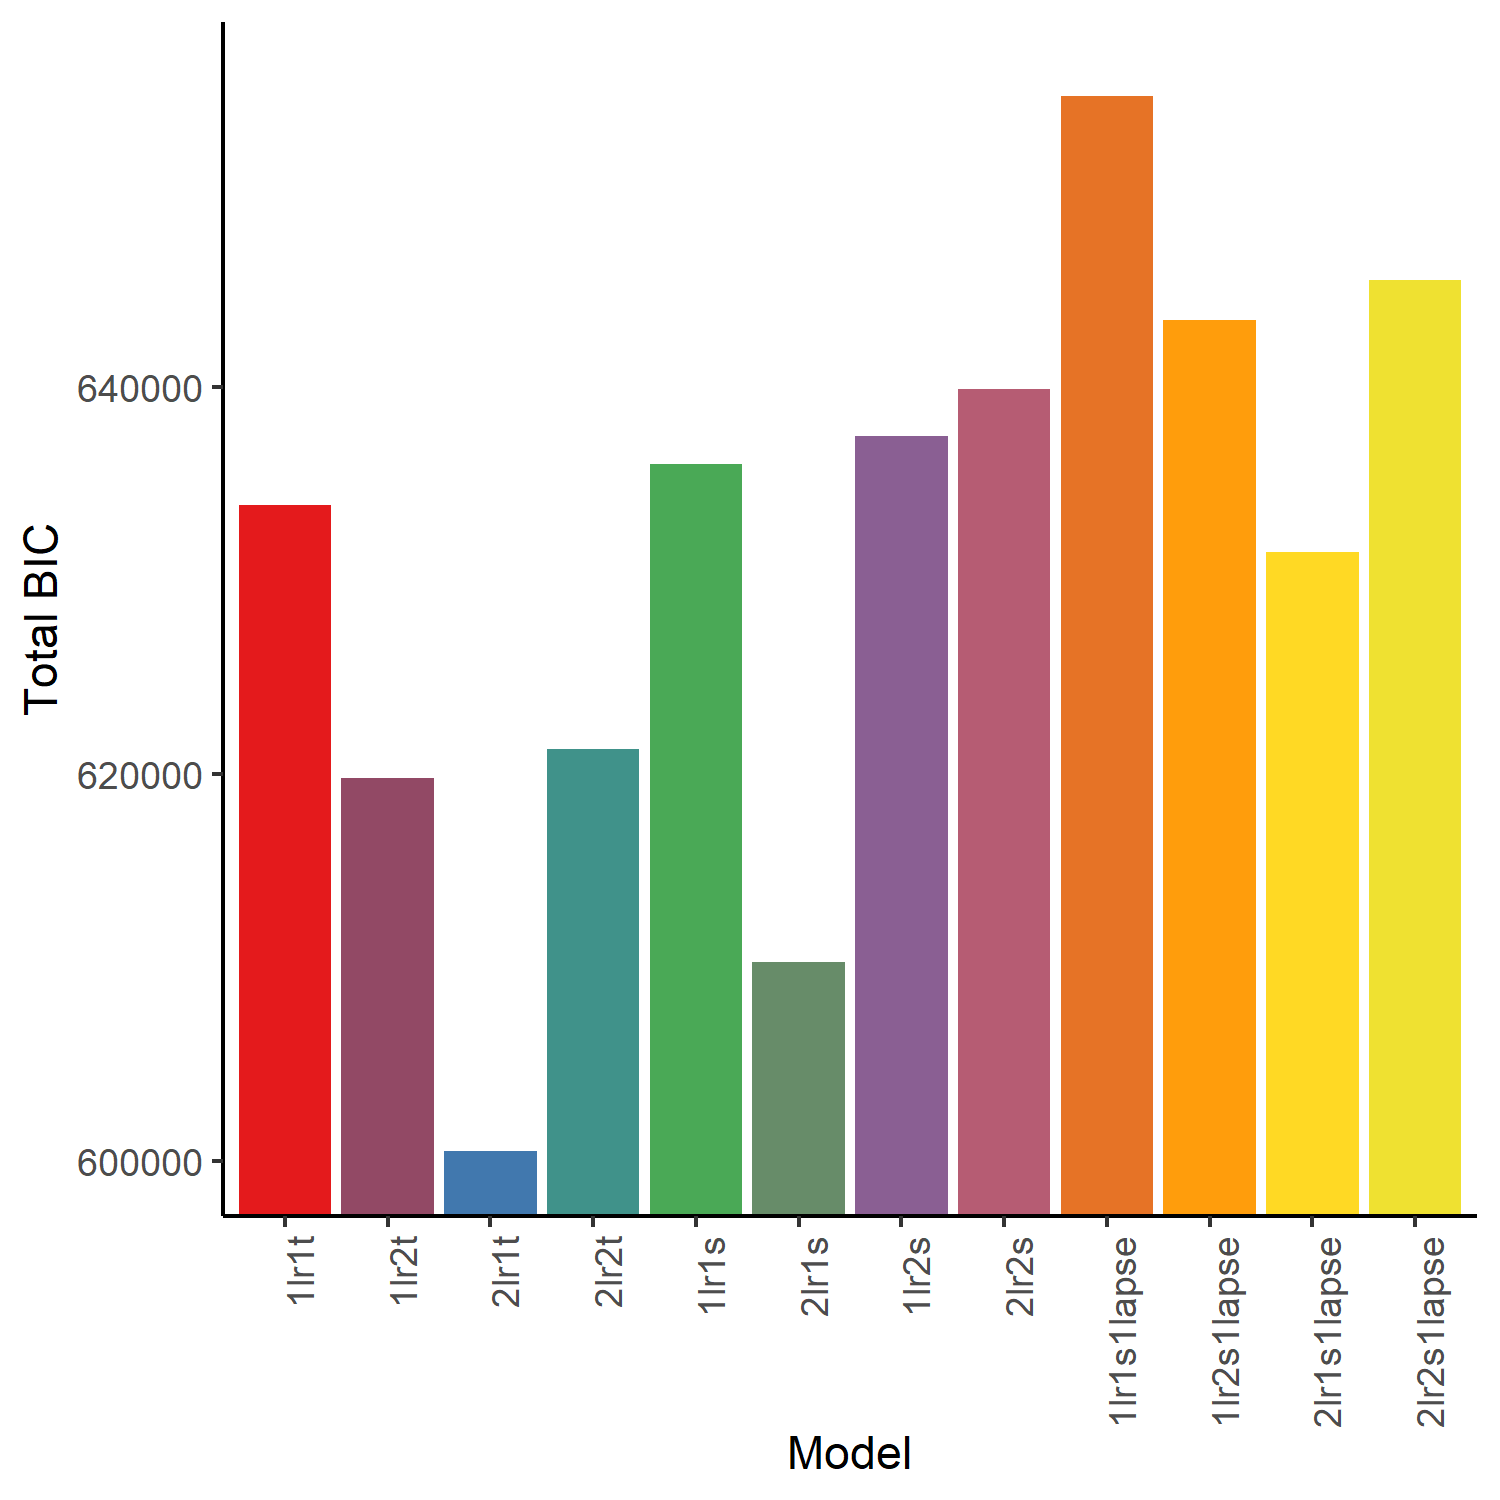 Total BIC
640000
620000
600000
1lr1t
1lr2t
2lr1t
2lr2t
1lr1s
2lr1s
1lr2s
2lr2s
1lr1s1lapse
1lr2s1lapse
2lr1s1lapse
2lr2s1lapse
Model